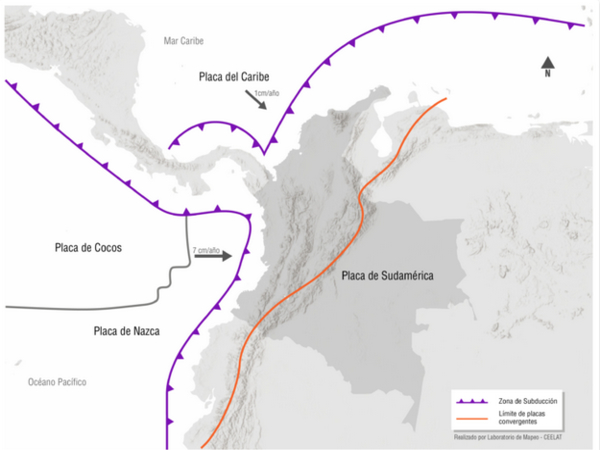 Mar Caribe
Placa del Caribe
1cm/año
N
Placa de Cocos
7 cm/año
Placa de Sudamérica
Placa de Nazca
Océano Pacífico
Zona de Subducción
Límite de placas
convergentes
Realizado por Laboratorio de Mapeo - CEELAT